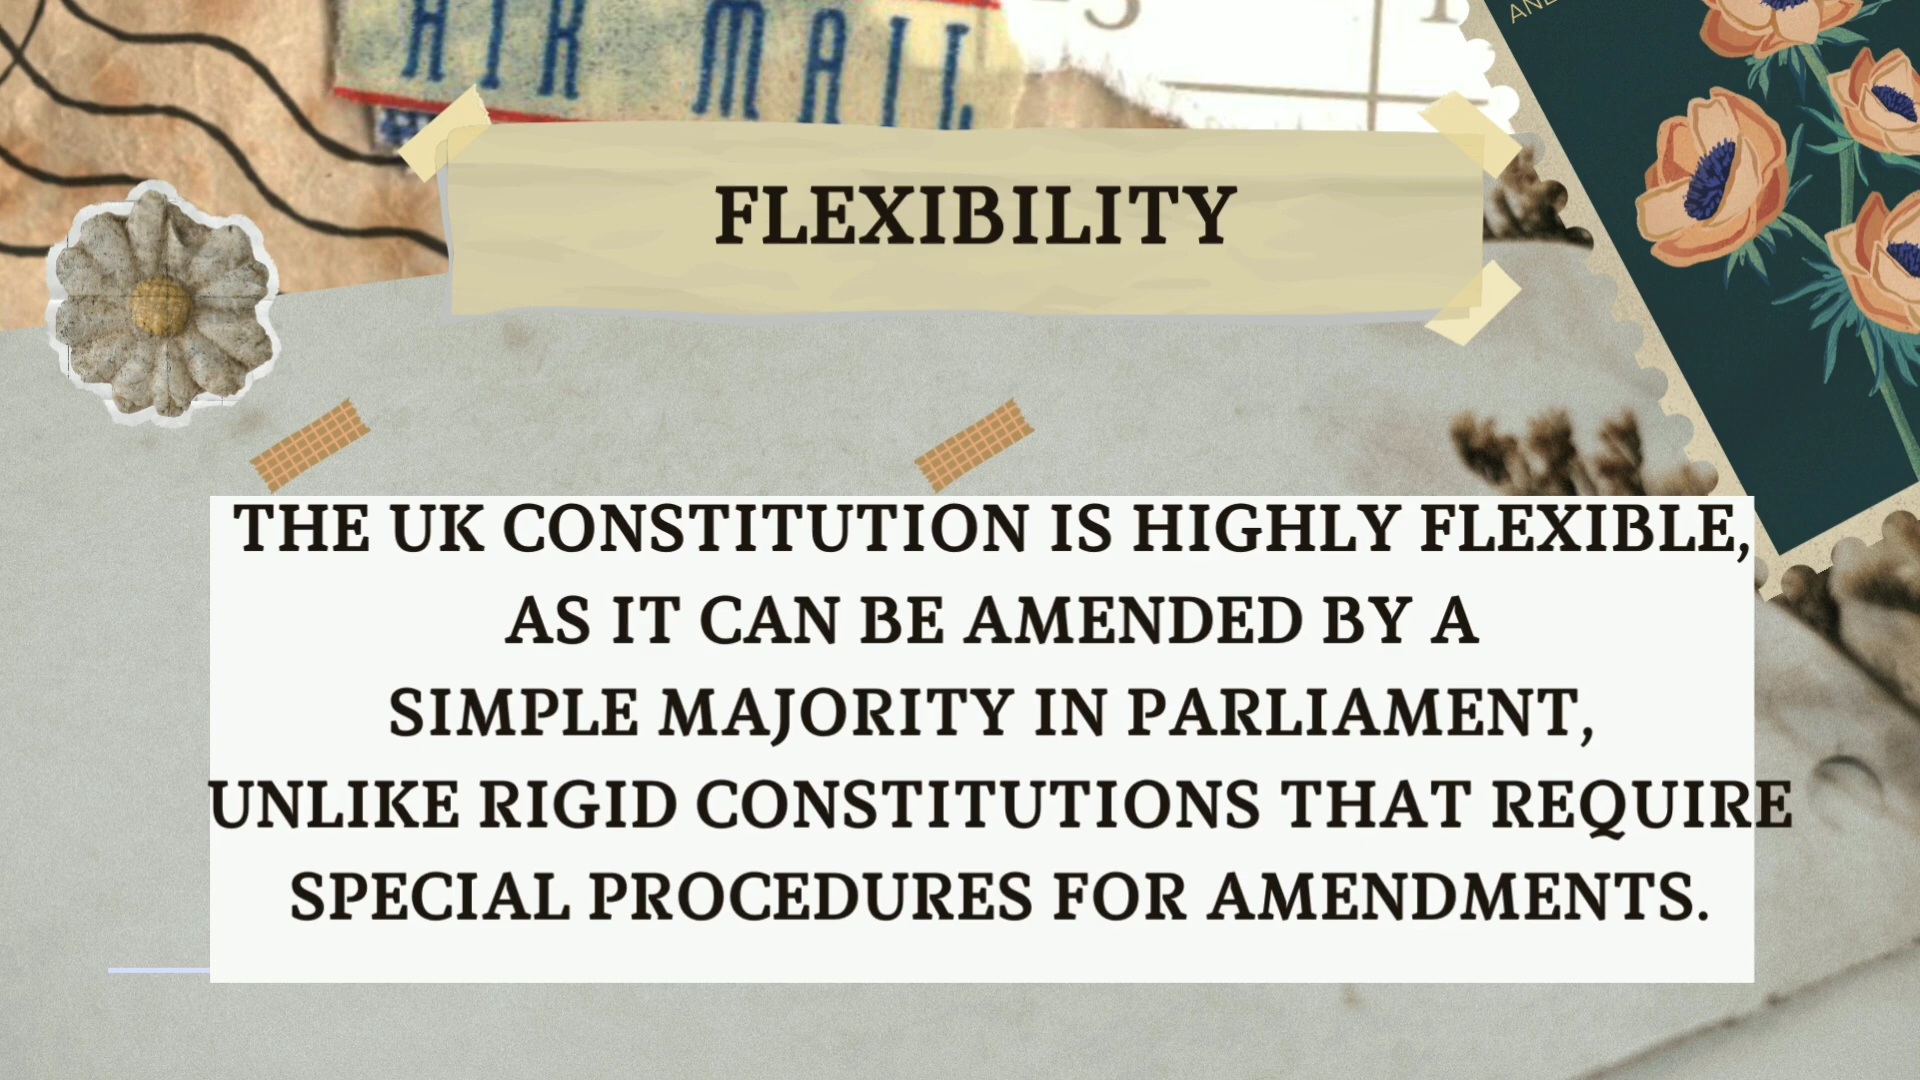 AIR MAIL
FLEXIBILITY
THE UK CONSTITUTION IS HIGHLY FLEXIBLE,
AS IT CAN BE AMENDED BY A
SIMPLE MAJORITY IN PARLIAMENT,
UNLIKE RIGID CONSTITUTIONS THAT REQUIRE
SPECIAL PROCEDURES FOR AMENDMENTS.